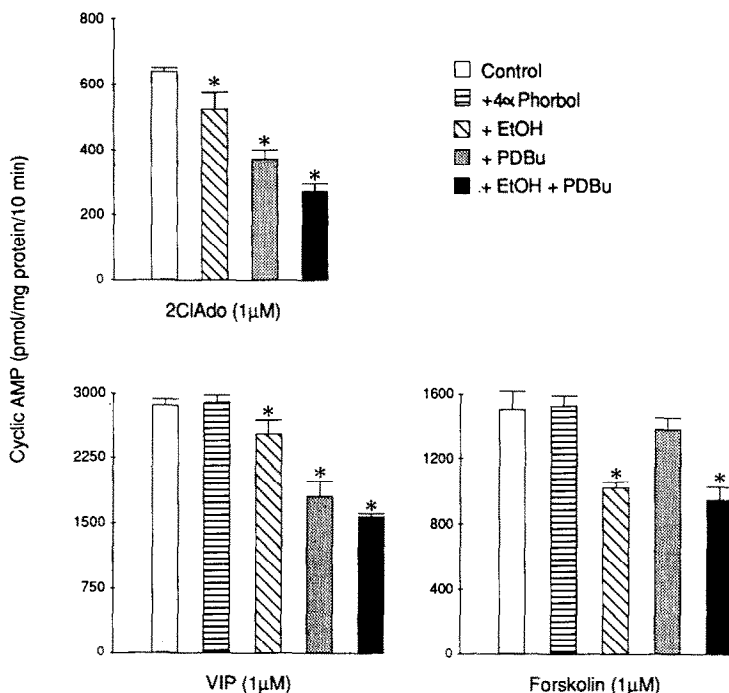 Cyclic AMP (pmol/mg protein/10 min)
800
600
400
200
0
*
*
*
2ClAdo (1µM)
Control
+4α Phorbol
+ EtOH
+ PDBu
+ EtOH + PDBu
3000
2250
1500
750
0
*
*
*
VIP (1µM)
1600
1200
800
400
0
*
*
Forskolin (1µM)